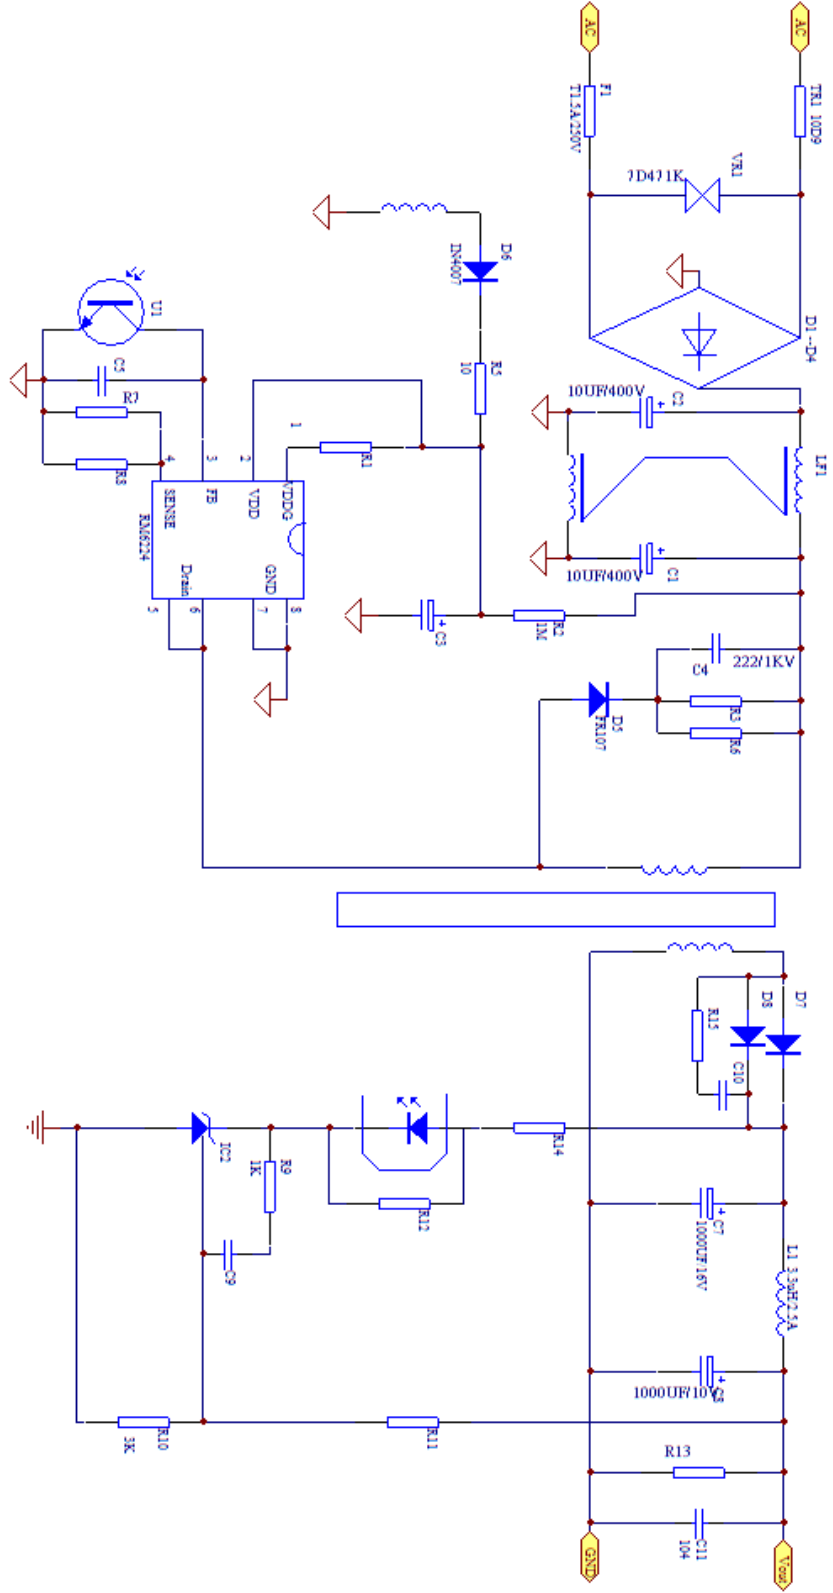 AC
AC
F1
T1.5A/250V
TR1 10D9
VR1
7D471K
D6
IN4007
D1--D4
U1
C5
R7
R8
R5
10
10UF/400V
C2
LF1
1
R1
2
3
4
VDDG
VDD
FB
SENSE
RM6224
GND
Drain
5
6
7
8
10UF/400V
C1
C3
R2
1M
C4
222/1KV
D5
FR107
R3
R6
D7
D8
R15
C10
R14
IC2
R9
1K
R12
C9
C7
1000UF/16V
L1 3.3uH/2.5A
1000UF/10V
C8
R10
3K
R11
R13
C11
104
GND
Vout